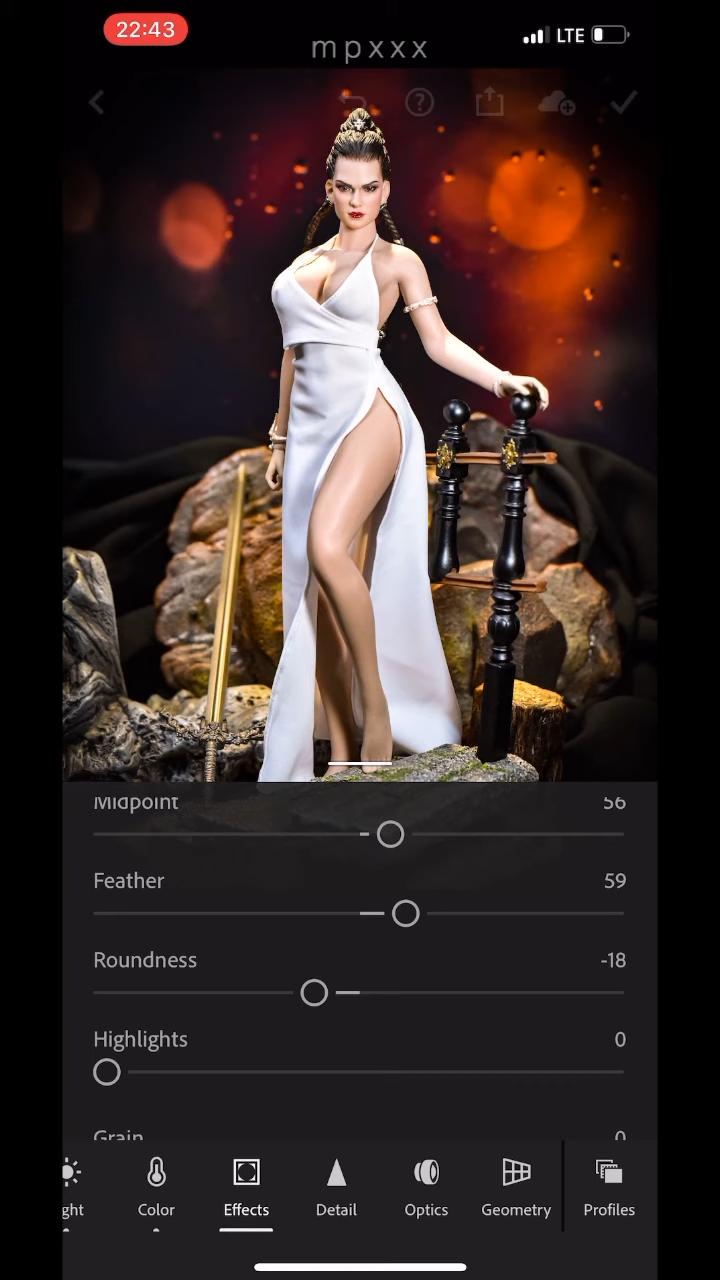 22:43
LTE
mpxxx
Midpoint 56
Feather 59
Roundness -18
Highlights 0
Grain 0
ght Color Effects Detail Optics Geometry Profiles